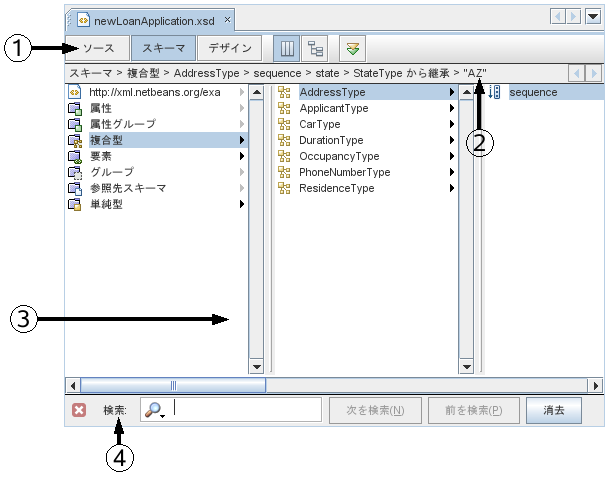 newLoanApplication.xsd ×
① ソース スキーマ デザイン
スキーマ > 複合型 > AddressType > sequence > state > StateType から継承 > "AZ"
http://xml.netbeans.org/exa AddressType sequence
属性 ApplicantType
属性グループ CarType
複合型 DurationType ②
要素 OccupancyType
グループ PhoneNumberType
参照先スキーマ ResidenceType
単純型
③
検索: 次を検索(N) 前を検索(P) 消去
④